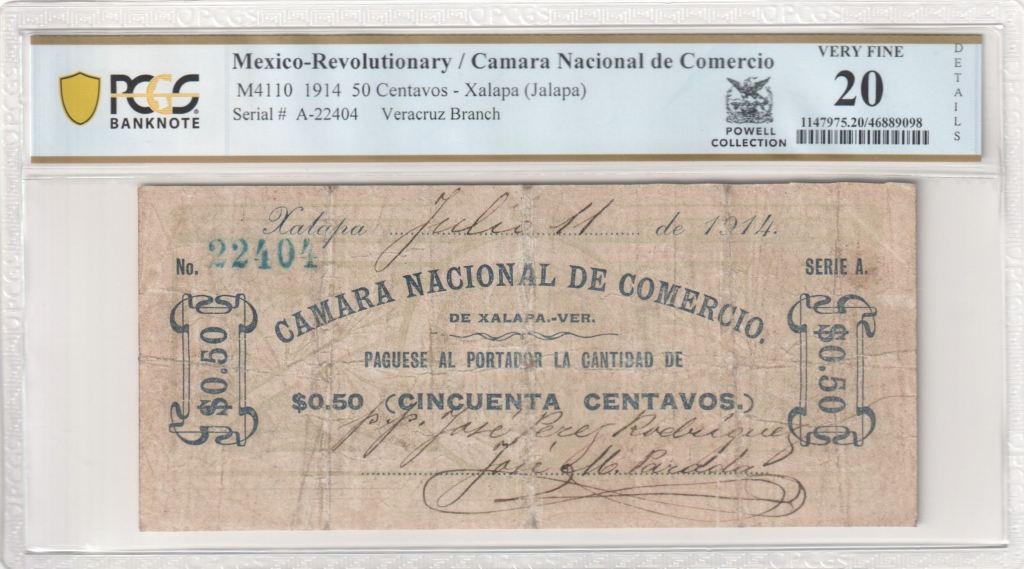 PCGS BANKNOTE
Mexico-Revolutionary / Camara Nacional de Comercio
M4110 1914 50 Centavos - Xalapa (Jalapa)
Serial # A-22404 Veracruz Branch
POWELL
COLLECTION
VERY FINE
20
1147975.20/46889098
DETAILS
Xalapa Julio 11 de 1914.
No. 22404
SERIE A.
CAMARA NACIONAL DE COMERCIO.
DE XALAPA.-VER.
PAGUESE AL PORTADOR LA CANTIDAD DE
$0.50 (CINCUENTA CENTAVOS.)
$0.50
$0.50
p.p. Jose Perez Rodriguez
José M. Pardela